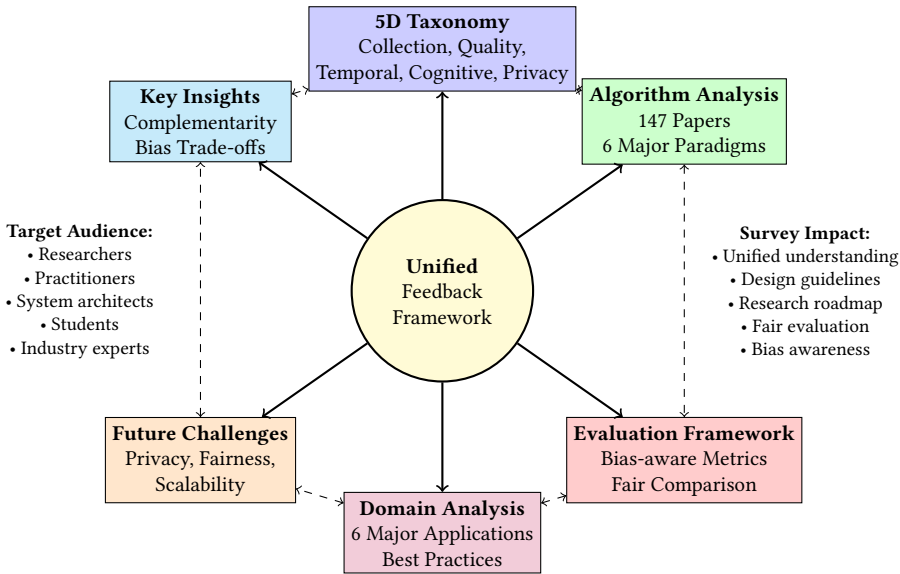 5D Taxonomy
Collection, Quality,
Temporal, Cognitive, Privacy
Key Insights
Complementarity
Bias Trade-offs
Algorithm Analysis
147 Papers
6 Major Paradigms
Target Audience:
• Researchers
• Practitioners
• System architects
• Students
• Industry experts
Unified
Feedback
Framework
Survey Impact:
• Unified understanding
• Design guidelines
• Research roadmap
• Fair evaluation
• Bias awareness
Future Challenges
Privacy, Fairness,
Scalability
Domain Analysis
6 Major Applications
Best Practices
Evaluation Framework
Bias-aware Metrics
Fair Comparison